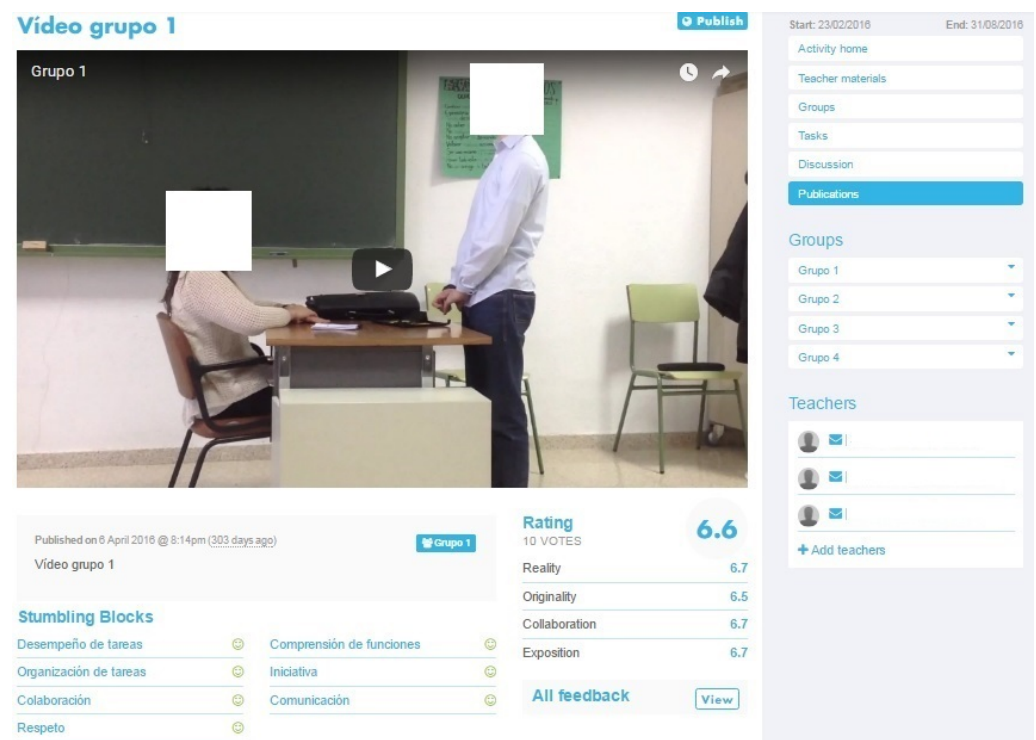 Vídeo grupo 1
Publish
Grupo 1
Published on 6 April 2016 @ 8:14pm (303 days ago)
Grupo 1
Vídeo grupo 1
Stumbling Blocks
Desempeño de tareas
Comprensión de funciones
Organización de tareas
Iniciativa
Colaboración
Comunicación
Respeto
Rating
10 VOTES
6.6
Reality 6.7
Originality 6.5
Collaboration 6.7
Exposition 6.7
All feedback
View
Start: 23/02/2016 End: 31/08/2016
Activity home
Teacher materials
Groups
Tasks
Discussion
Publications
Groups
Grupo 1
Grupo 2
Grupo 3
Grupo 4
Teachers
Add teachers